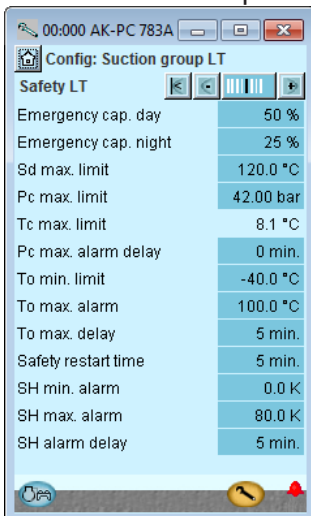 00:000 AK-PC 783A
Config: Suction group LT
Safety LT
Emergency cap. day 50 %
Emergency cap. night 25 %
Sd max. limit 120.0 °C
Pc max. limit 42.00 bar
Tc max. limit 8.1 °C
Pc max. alarm delay 0 min.
To min. limit -40.0 °C
To max. alarm 100.0 °C
To max. delay 5 min.
Safety restart time 5 min.
SH min. alarm 0.0 K
SH max. alarm 80.0 K
SH alarm delay 5 min.